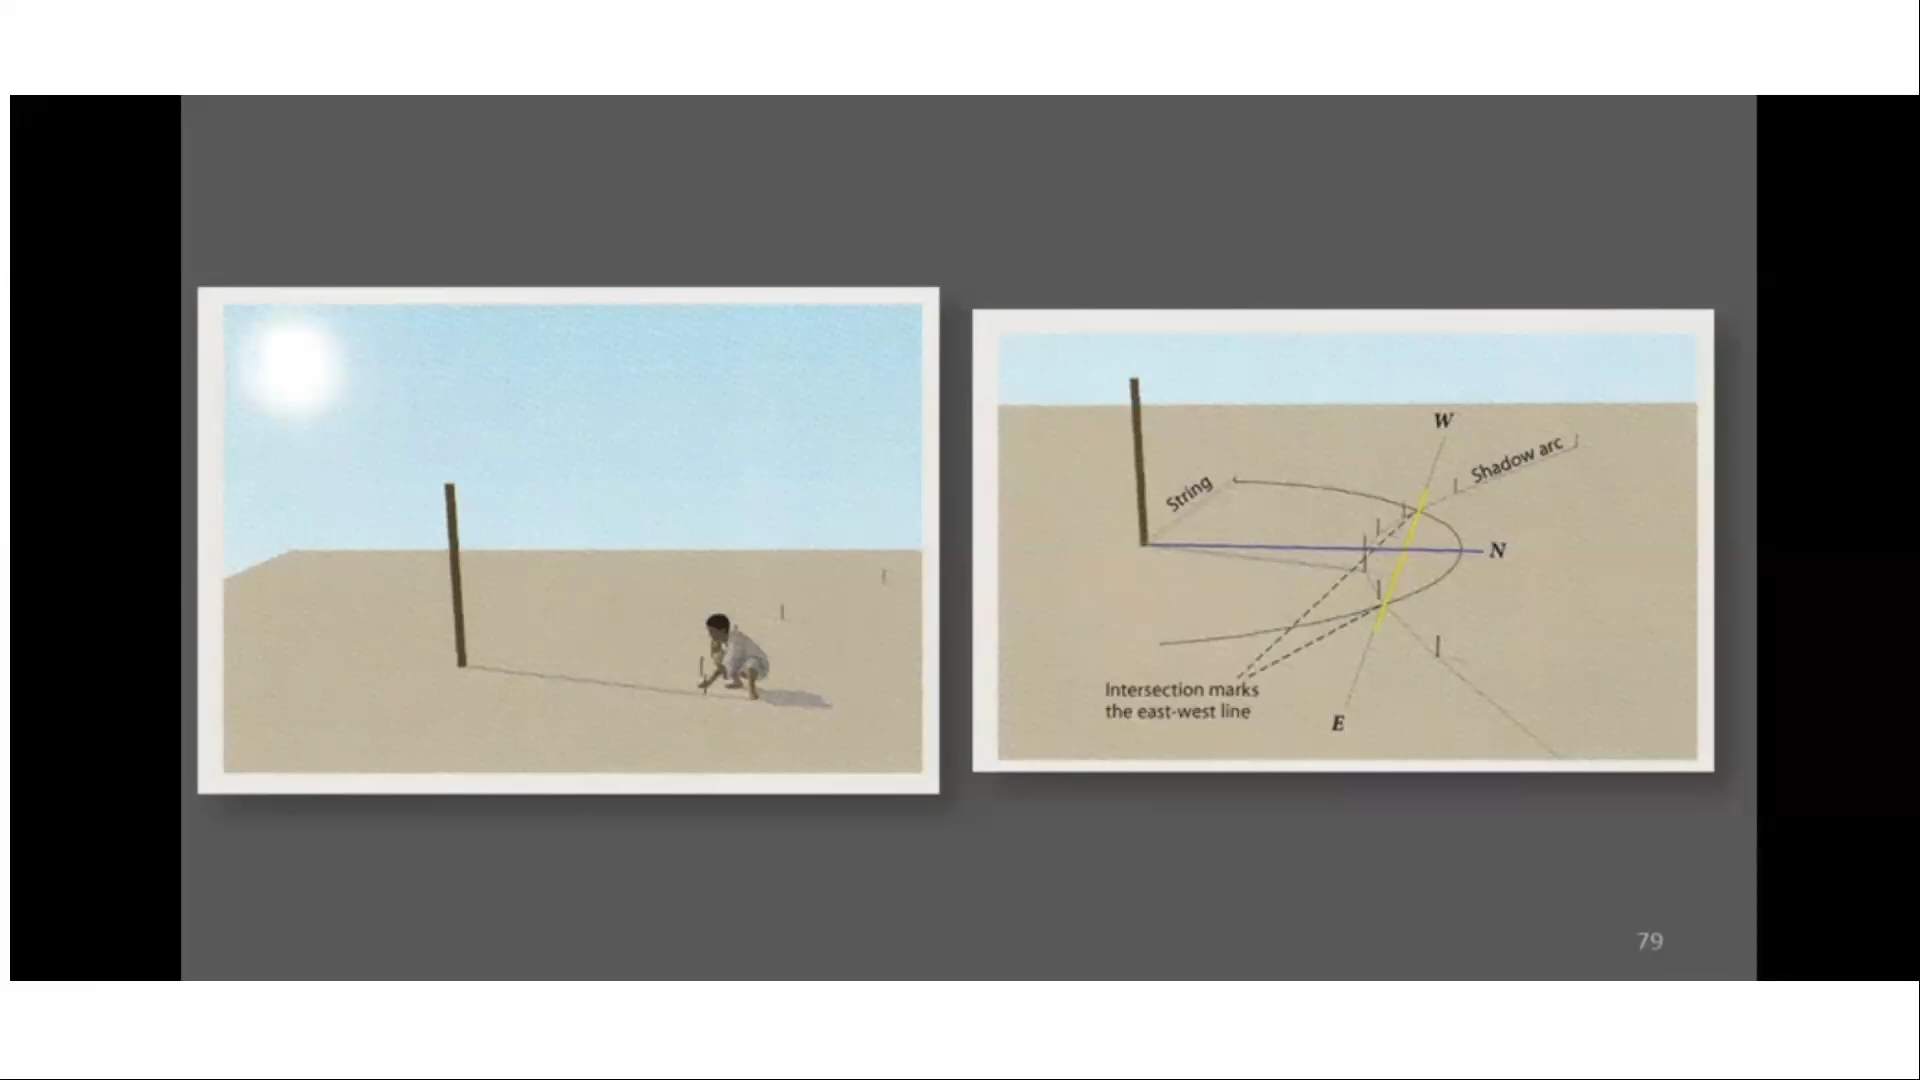 W
Shadow arc
String
N
Intersection marks
the east-west line
E
79